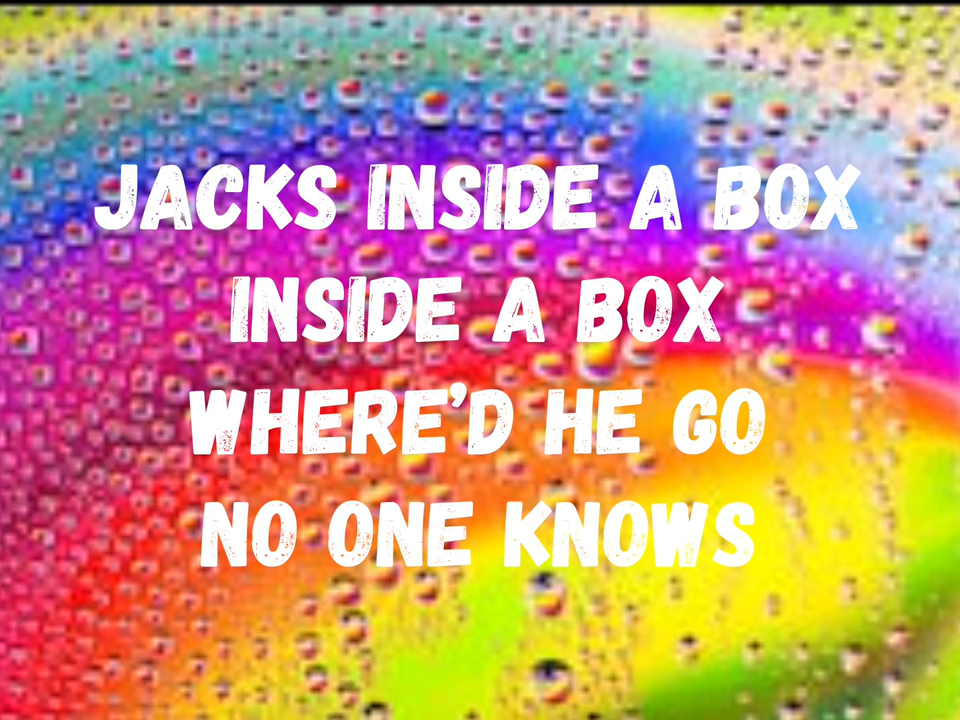 JACKS INSIDE A BOX
INSIDE A BOX
WHERE'D HE GO
NO ONE KNOWS